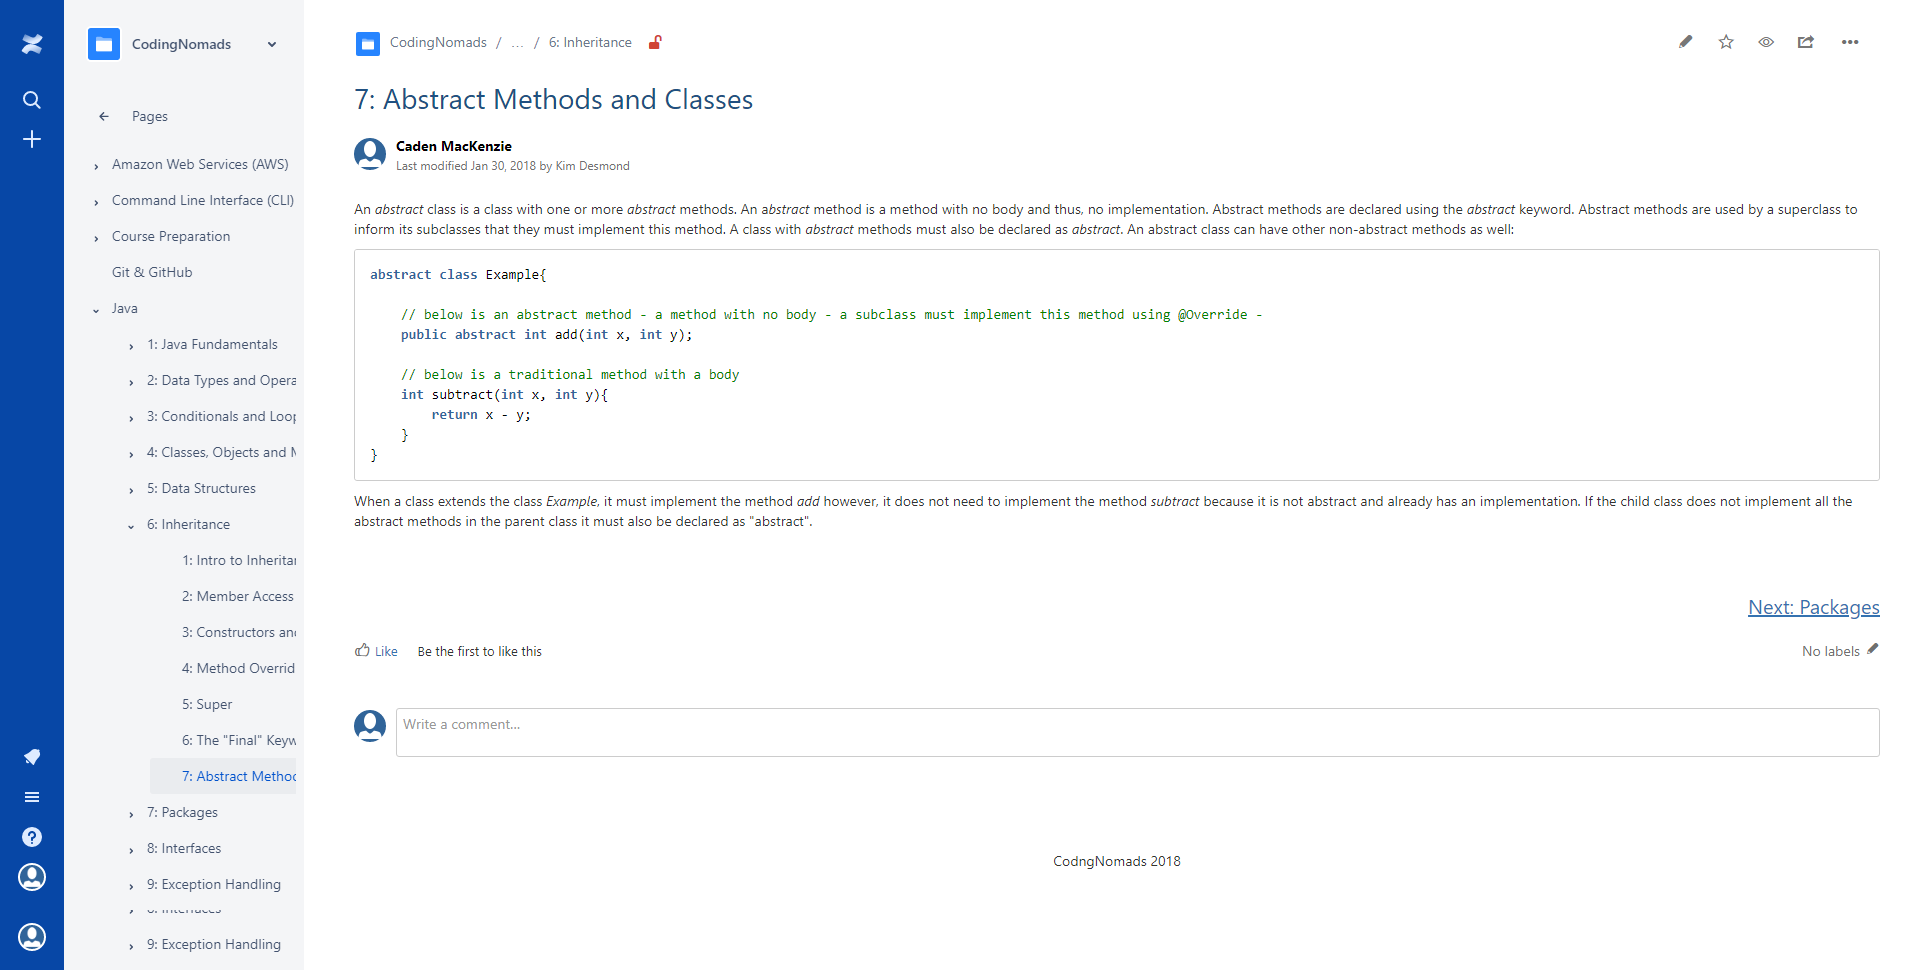 CodingNomads
Pages
Amazon Web Services (AWS)
Command Line Interface (CLI)
Course Preparation
Git & GitHub
Java
1: Java Fundamentals
2: Data Types and Opera
3: Conditionals and Loop
4: Classes, Objects and M
5: Data Structures
6: Inheritance
1: Intro to Inheritan
2: Member Access
3: Constructors and
4: Method Overrid
5: Super
6: The "Final" Keyw
7: Abstract Method
7: Packages
8: Interfaces
9: Exception Handling
8: Interfaces
9: Exception Handling
CodingNomads / ... / 6: Inheritance
7: Abstract Methods and Classes
Caden MacKenzie
Last modified Jan 30, 2018 by Kim Desmond
An abstract class is a class with one or more abstract methods. An abstract method is a method with no body and thus, no implementation. Abstract methods are declared using the abstract keyword. Abstract methods are used by a superclass to
inform its subclasses that they must implement this method. A class with abstract methods must also be declared as abstract. An abstract class can have other non-abstract methods as well:
abstract class Example{
// below is an abstract method - a method with no body - a subclass must implement this method using @Override -
public abstract int add(int x, int y);
// below is a traditional method with a body
int subtract(int x, int y){
return x - y;
}
}
When a class extends the class Example, it must implement the method add however, it does not need to implement the method subtract because it is not abstract and already has an implementation. If the child class does not implement all the
abstract methods in the parent class it must also be declared as "abstract".
Next: Packages
Like Be the first to like this
No labels
Write a comment...
CodngNomads 2018